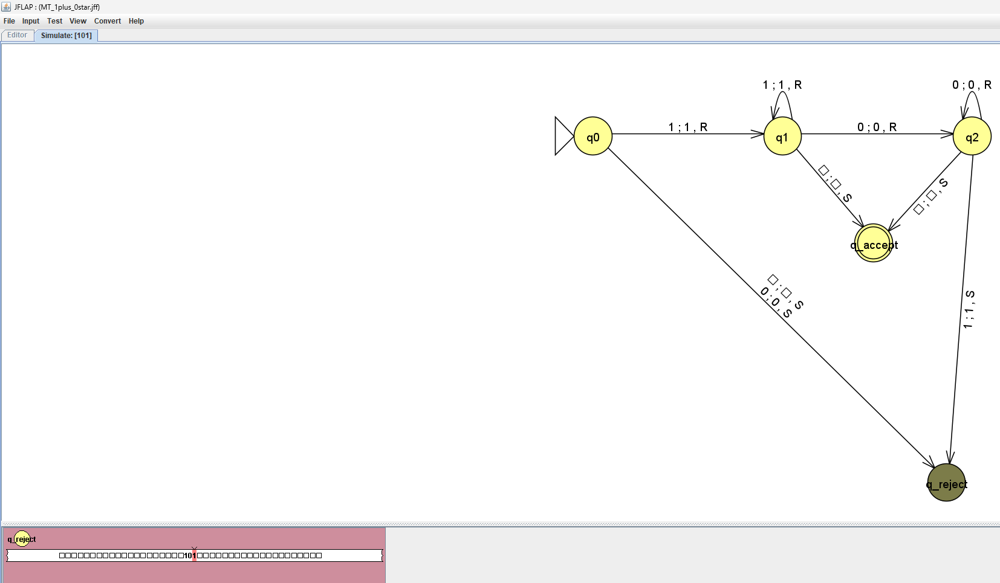 JFLAP : (MT_1plus_0star.jff)
File Input Test View Convert Help
Editor Simulate: [101]
1 ; 1 , R
0 ; 0 , R
1 ; 1 , R
0 ; 0 , R
q0
q1
q2
□ ; □ , S
□ ; □ , S
q_accept
□ ; □ , S
0 ; 0 , S
1 ; 1 , S
q_reject
q_reject
□□□□□□□□□□□□□□□□□□□□101□□□□□□□□□□□□□□□□□□□□